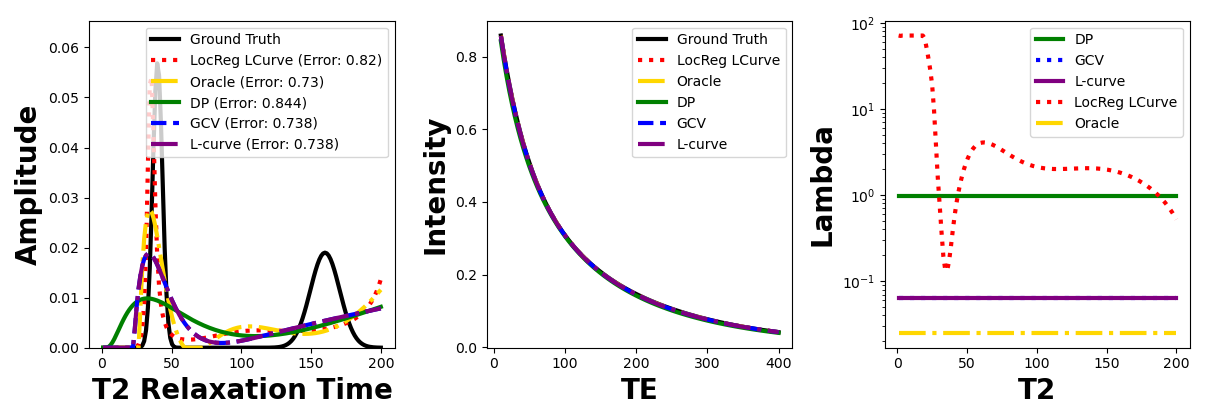 Amplitude
0.06
0.05
0.04
0.03
0.02
0.01
0.00
0
50
100
150
200
T2 Relaxation Time
Ground Truth
LocReg LCurve (Error: 0.82)
Oracle (Error: 0.73)
DP (Error: 0.844)
GCV (Error: 0.738)
L-curve (Error: 0.738)
Intensity
0.8
0.6
0.4
0.2
0.0
0
100
200
300
400
TE
Ground Truth
LocReg LCurve
Oracle
DP
GCV
L-curve
Lambda
10²
10¹
10⁰
10⁻¹
0
50
100
150
200
T2
DP
GCV
L-curve
LocReg LCurve
Oracle